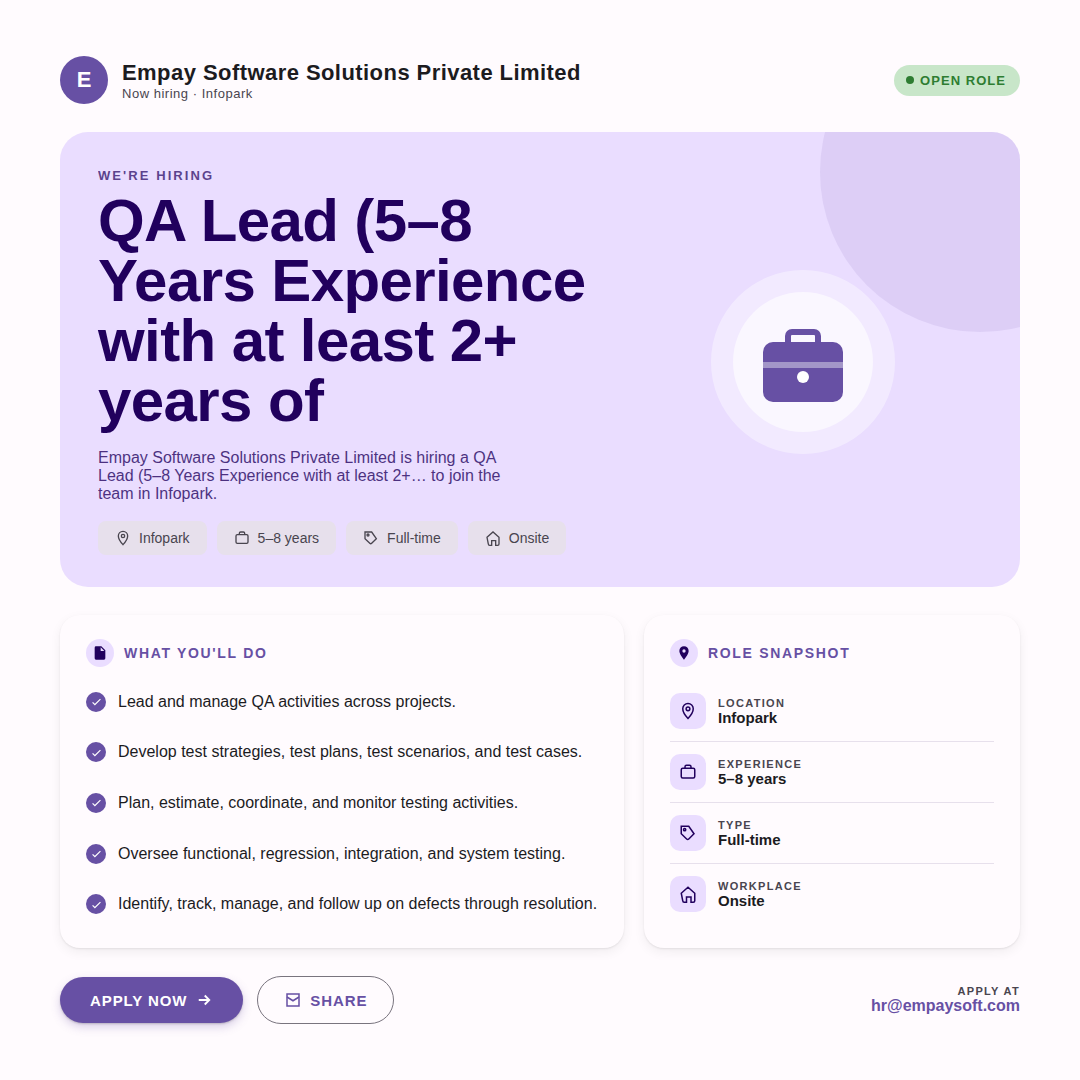 E
Empay Software Solutions Private Limited
Now hiring · Infopark
OPEN ROLE
WE'RE HIRING
QA Lead (5–8
Years Experience
with at least 2+
years of
Empay Software Solutions Private Limited is hiring a QA
Lead (5–8 Years Experience with at least 2+… to join the
team in Infopark.
Infopark
5–8 years
Full-time
Onsite
WHAT YOU'LL DO
Lead and manage QA activities across projects.
Develop test strategies, test plans, test scenarios, and test cases.
Plan, estimate, coordinate, and monitor testing activities.
Oversee functional, regression, integration, and system testing.
Identify, track, manage, and follow up on defects through resolution.
ROLE SNAPSHOT
LOCATION
Infopark
EXPERIENCE
5–8 years
TYPE
Full-time
WORKPLACE
Onsite
APPLY NOW
SHARE
APPLY AT
hr@empaysoft.com